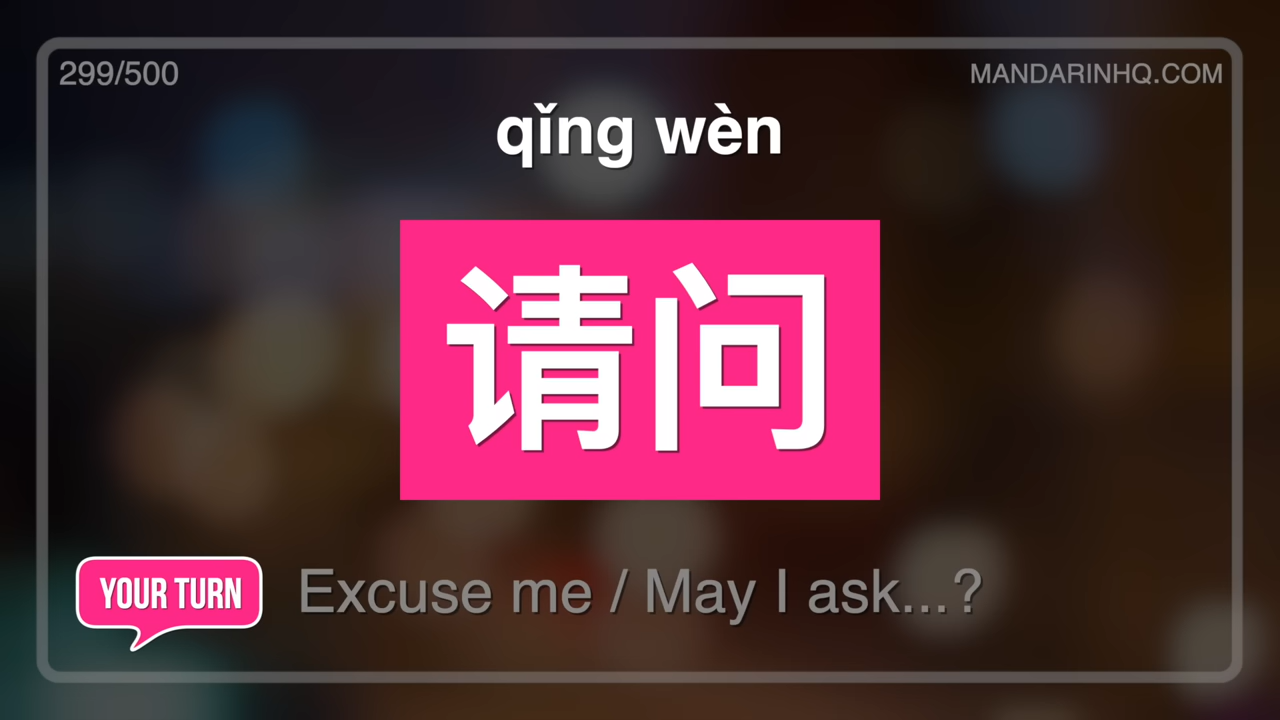 299/500
MANDARINHQ.COM
qǐng wèn
请问
YOUR TURN
Excuse me / May I ask...?